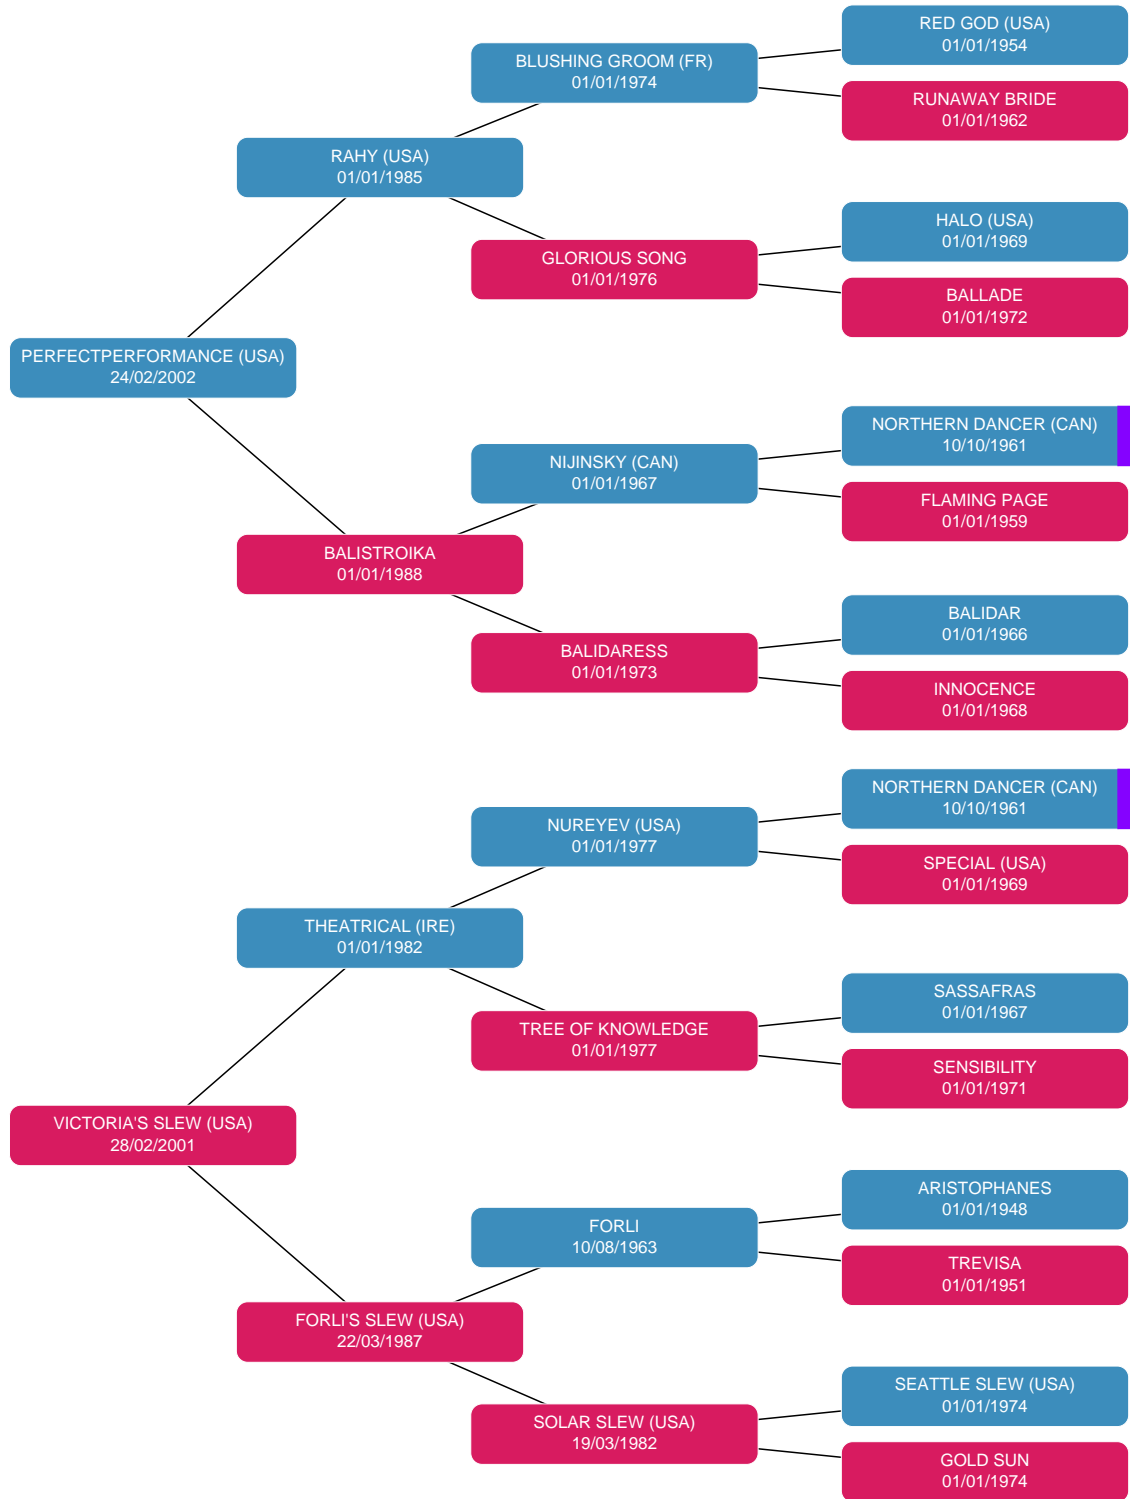 RED GOD (USA)
01/01/1954
BLUSHING GROOM (FR)
01/01/1974
RUNAWAY BRIDE
01/01/1962
RAHY (USA)
01/01/1985
HALO (USA)
01/01/1969
GLORIOUS SONG
01/01/1976
BALLADE
01/01/1972
PERFECTPERFORMANCE (USA)
24/02/2002
NORTHERN DANCER (CAN)
10/10/1961
NIJINSKY (CAN)
01/01/1967
FLAMING PAGE
01/01/1959
BALISTROIKA
01/01/1988
BALIDAR
01/01/1966
BALIDARESS
01/01/1973
INNOCENCE
01/01/1968
NORTHERN DANCER (CAN)
10/10/1961
NUREYEV (USA)
01/01/1977
SPECIAL (USA)
01/01/1969
THEATRICAL (IRE)
01/01/1982
SASSAFRAS
01/01/1967
TREE OF KNOWLEDGE
01/01/1977
SENSIBILITY
01/01/1971
VICTORIA'S SLEW (USA)
28/02/2001
ARISTOPHANES
01/01/1948
FORLI
10/08/1963
TREVISA
01/01/1951
FORLI'S SLEW (USA)
22/03/1987
SEATTLE SLEW (USA)
01/01/1974
SOLAR SLEW (USA)
19/03/1982
GOLD SUN
01/01/1974